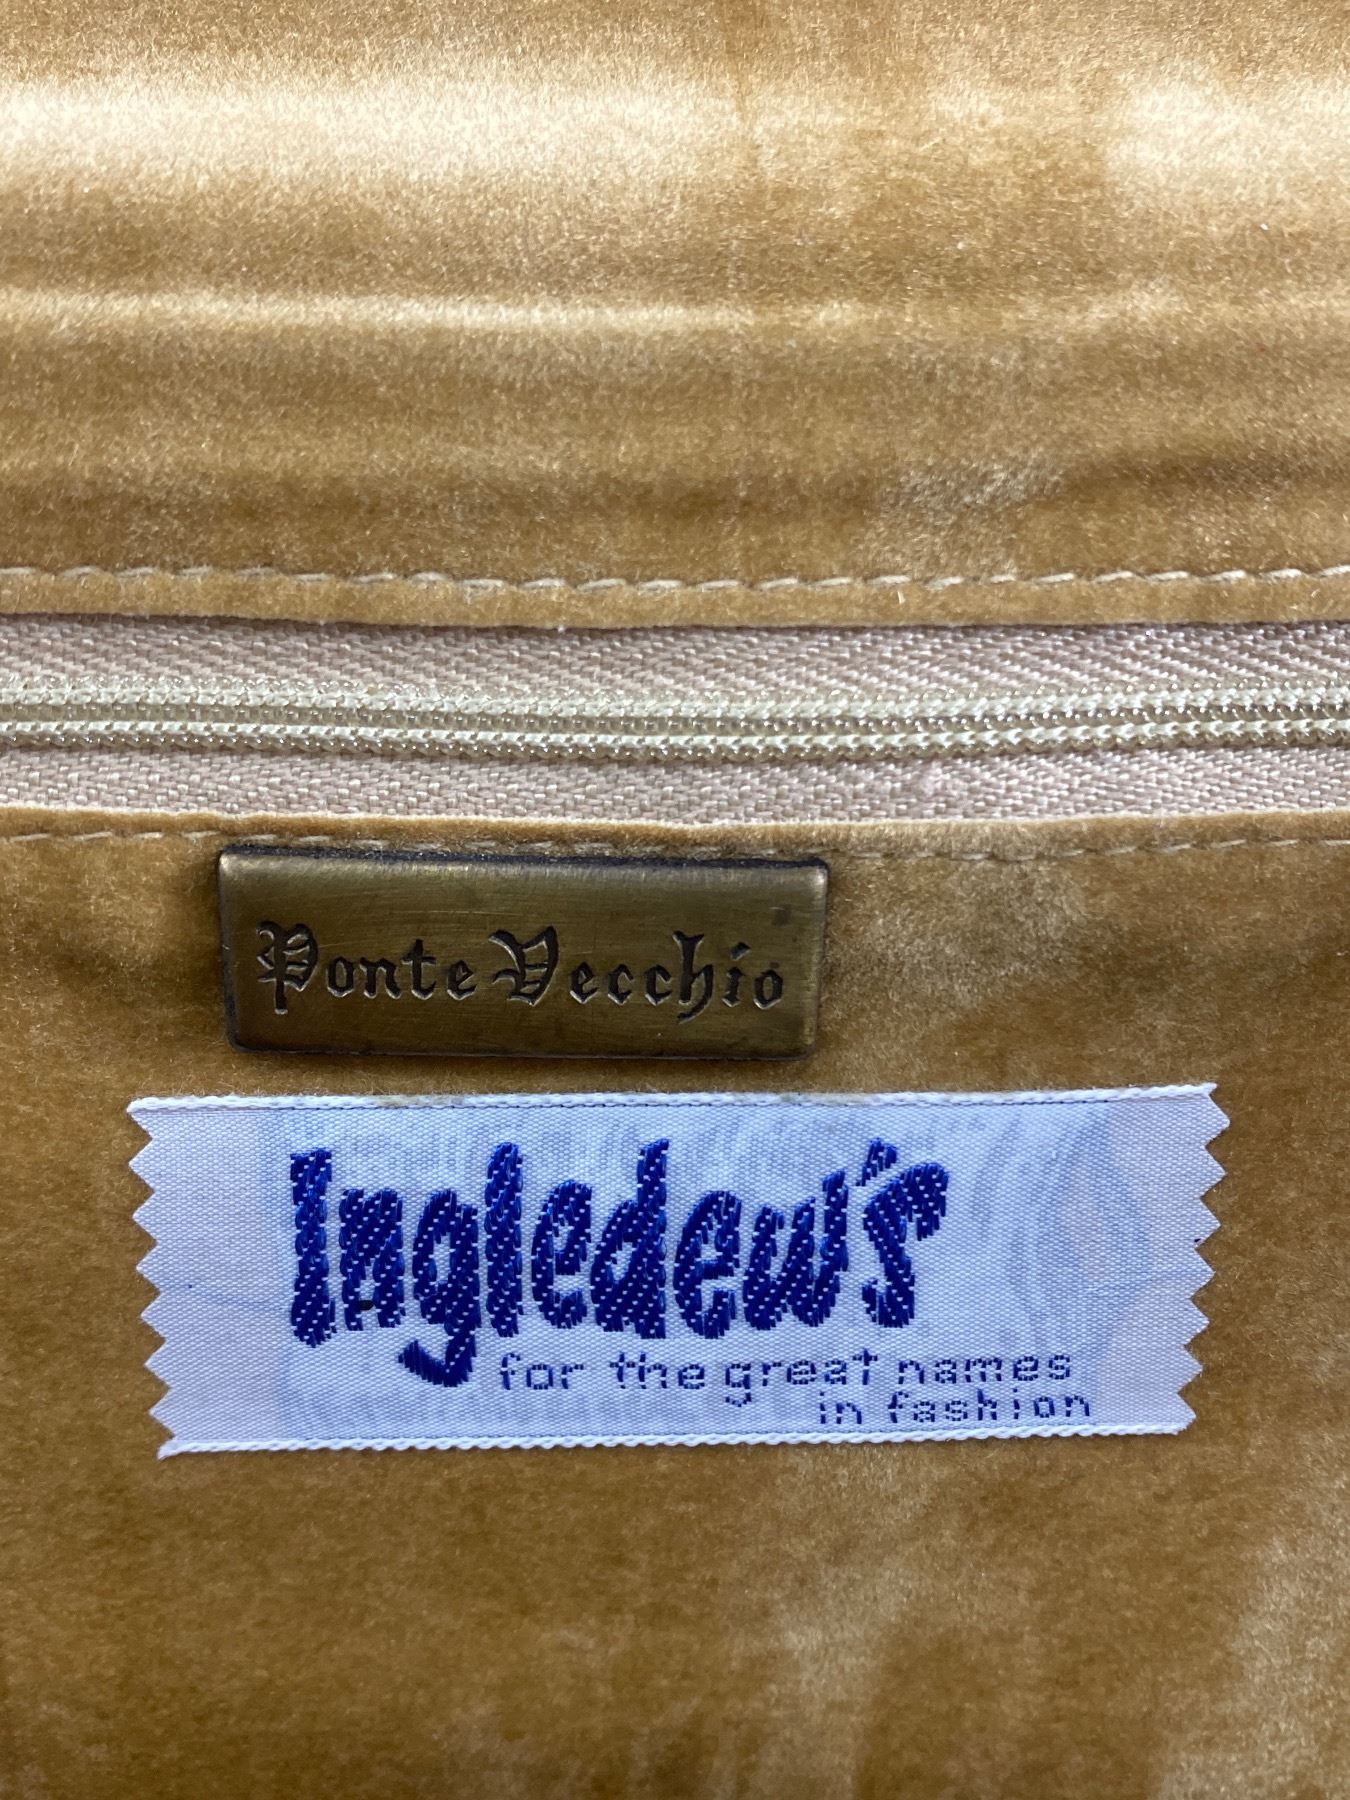 Ponte Vecchio
Ingledew's
for the great names
in fashion